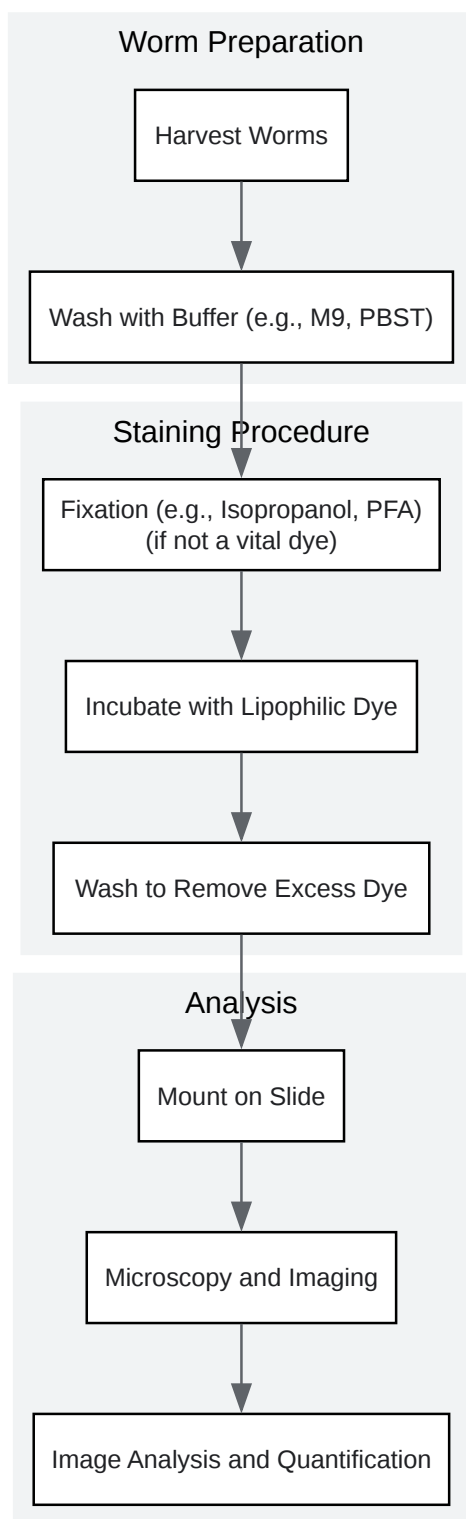 Worm Preparation
Harvest Worms
Wash with Buffer (e.g., M9, PBST)
Staining Procedure
Fixation (e.g., Isopropanol, PFA)
(if not a vital dye)
Incubate with Lipophilic Dye
Wash to Remove Excess Dye
Analysis
Mount on Slide
Microscopy and Imaging
Image Analysis and Quantification